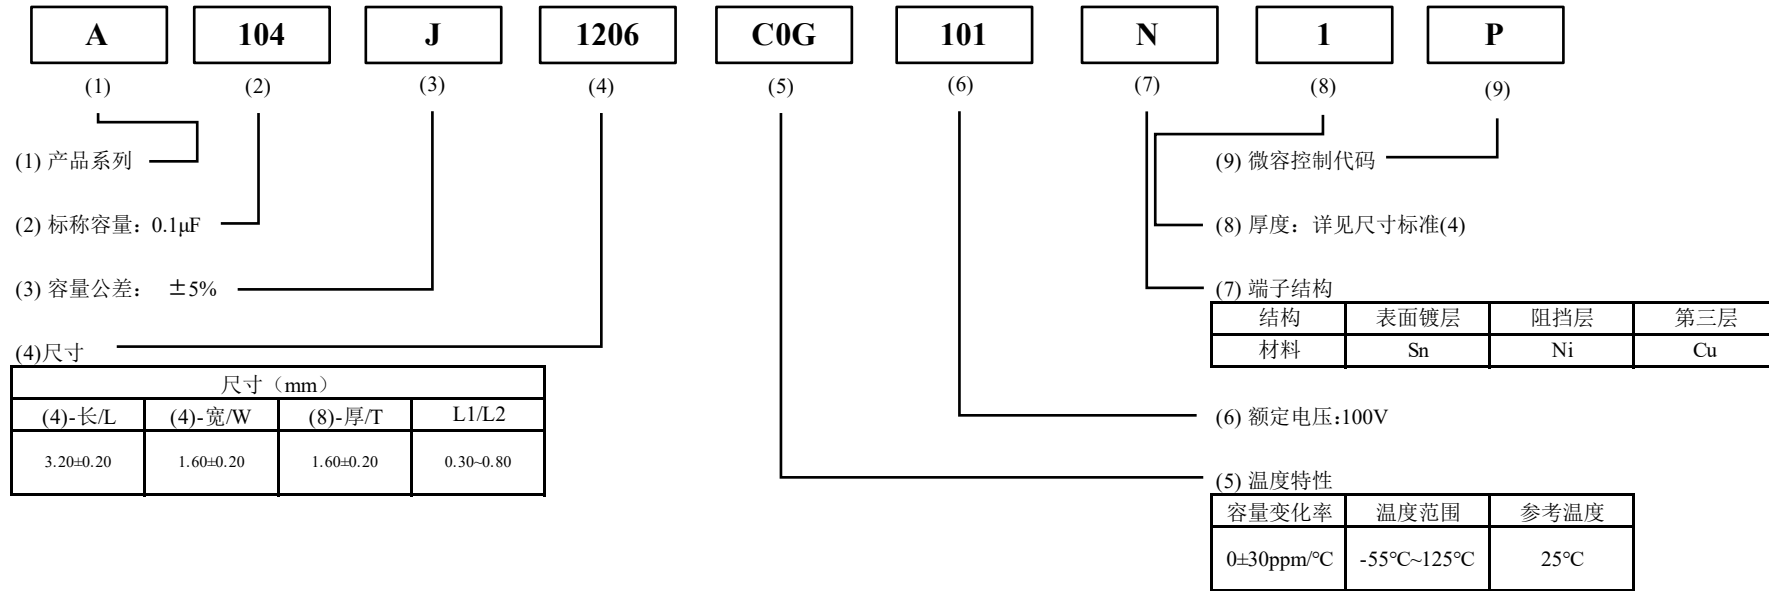 A 104 J 1206 C0G 101 N 1 P
(1) (2) (3) (4) (5) (6) (7) (8) (9)
(1) 产品系列
(2) 标称容量：0.1μF
(3) 容量公差： ±5%
(4)尺寸
尺寸（mm）
(4)-长/L (4)-宽/W (8)-厚/T L1/L2
3.20±0.20 1.60±0.20 1.60±0.20 0.30~0.80
(9) 微容控制代码
(8) 厚度：详见尺寸标准(4)
(7) 端子结构
结构 表面镀层 阻挡层 第三层
材料 Sn Ni Cu
(6) 额定电压:100V
(5) 温度特性
容量变化率 温度范围 参考温度
0±30ppm/℃ -55℃~125℃ 25℃